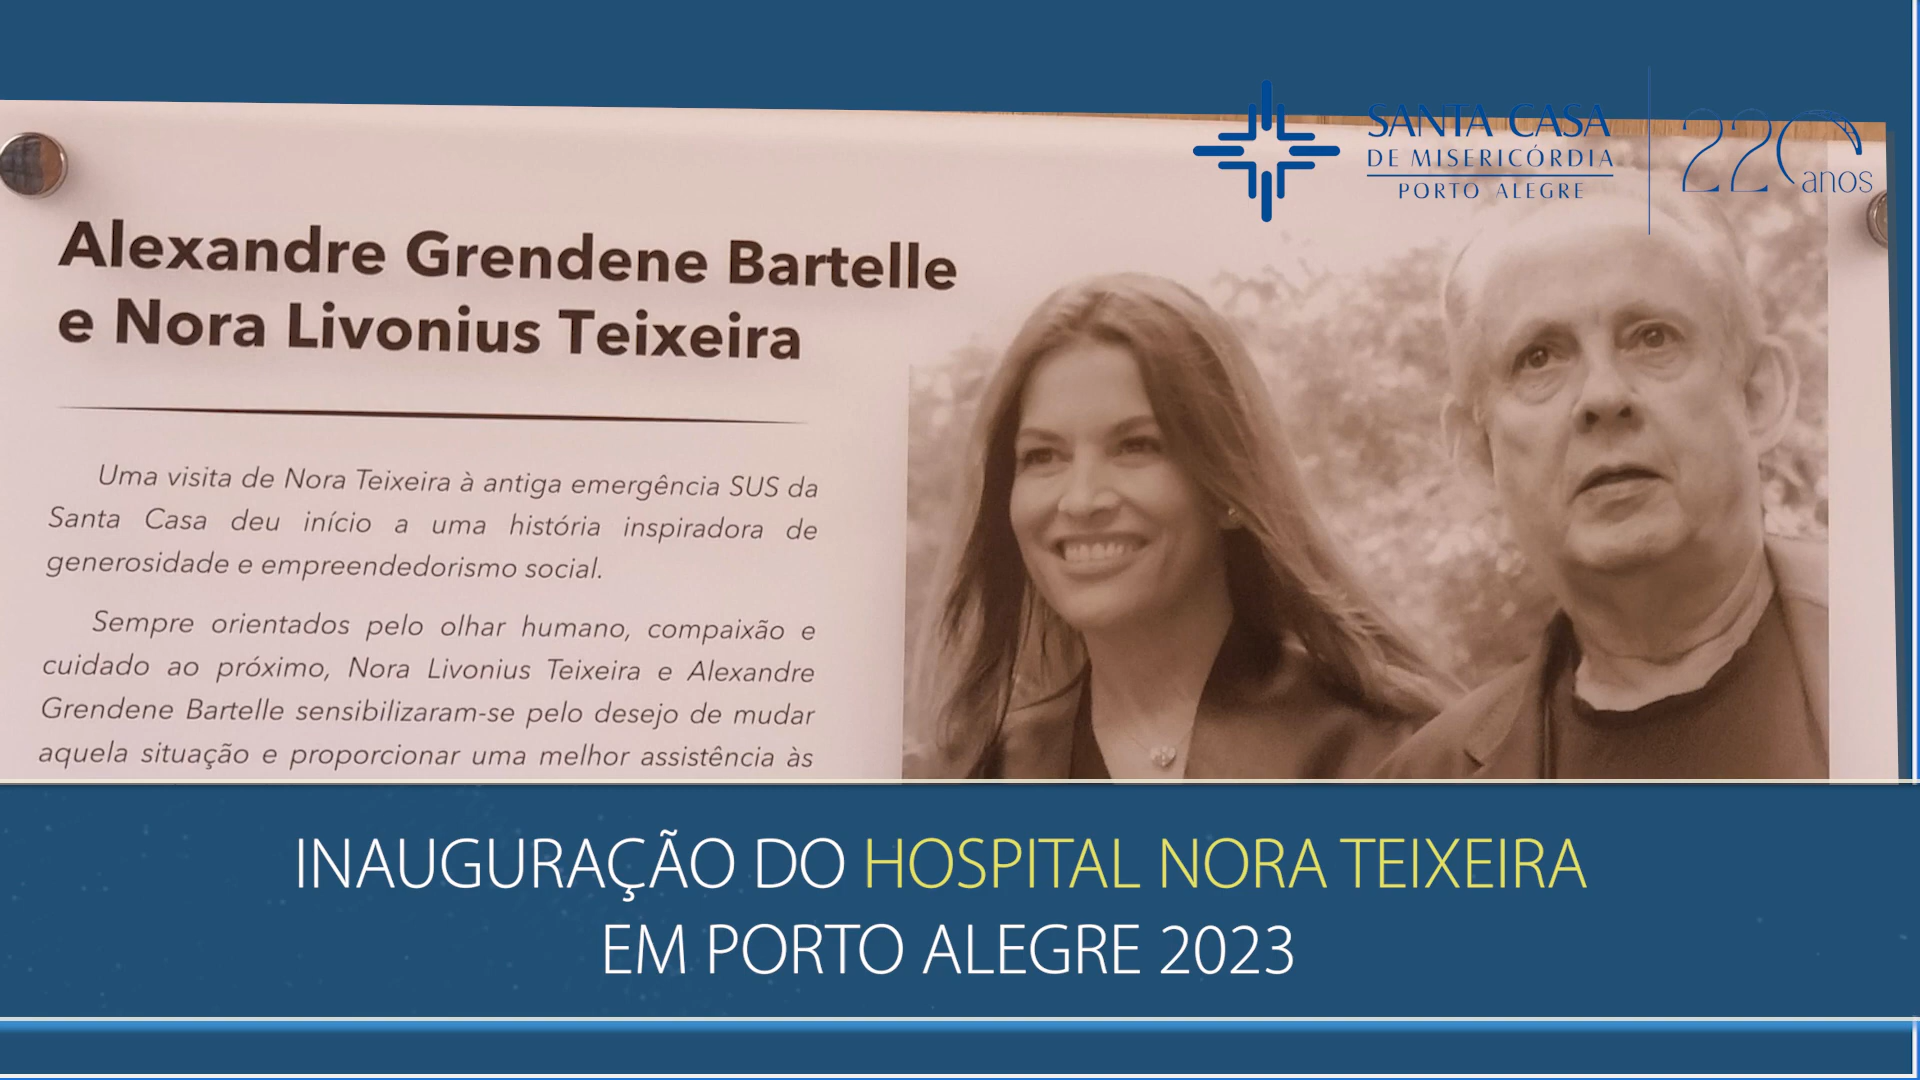 SANTA CASA
DE MISERICÓRDIA
PORTO ALEGRE
220
anos
Alexandre Grendene Bartelle
e Nora Livonius Teixeira
Uma visita de Nora Teixeira à antiga emergência SUS da
Santa Casa deu início a uma história inspiradora de
generosidade e empreendedorismo social.
Sempre orientados pelo olhar humano, compaixão e
cuidado ao próximo, Nora Livonius Teixeira e Alexandre
Grendene Bartelle sensibilizaram-se pelo desejo de mudar
aquela situação e proporcionar uma melhor assistência às
INAUGURAÇÃO DO HOSPITAL NORA TEIXEIRA
EM PORTO ALEGRE 2023